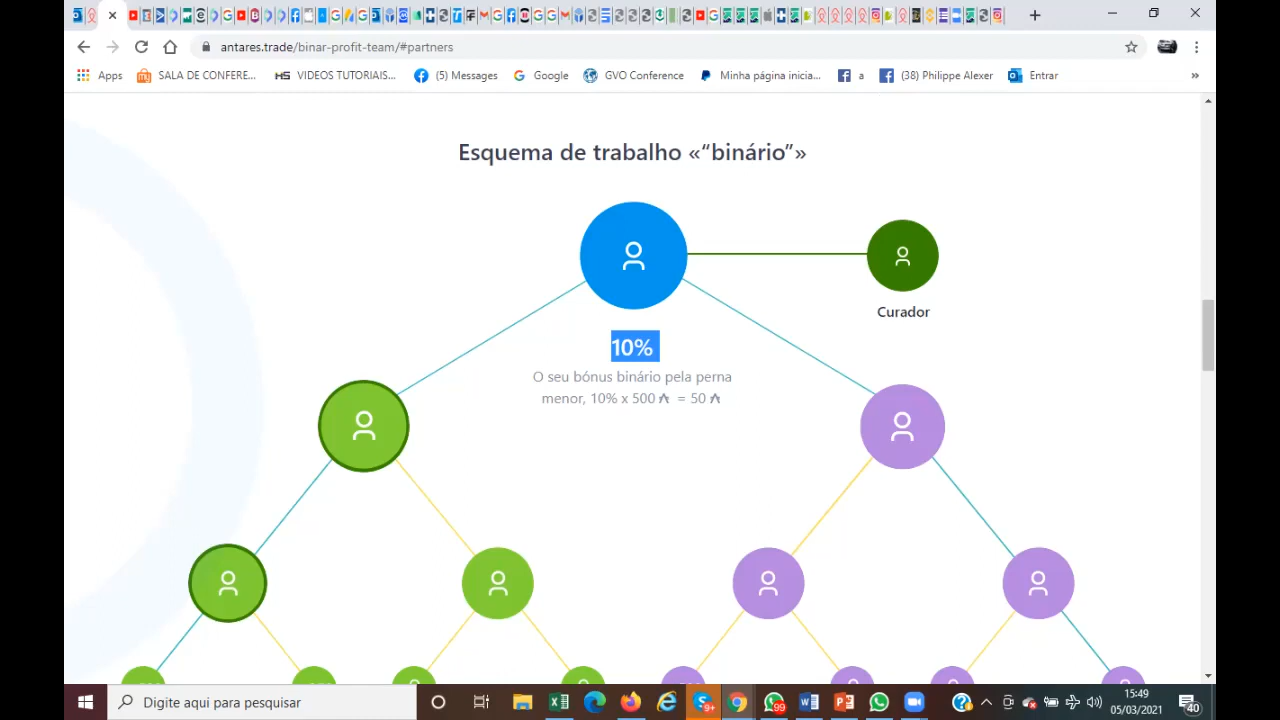 antares.trade/binar-profit-team/#partners
Apps
SALA DE CONFERE...
VIDEOS TUTORIAIS...
(5) Messages
Google
GVO Conference
Minha página inicia...
a
(38) Philippe Alexer
Entrar
»
Esquema de trabalho «“binário”»
Curador
10%
O seu bónus binário pela perna
menor, 10% x 500 ₳ = 50 ₳
Digite aqui para pesquisar
9+
99
15:49
05/03/2021
40